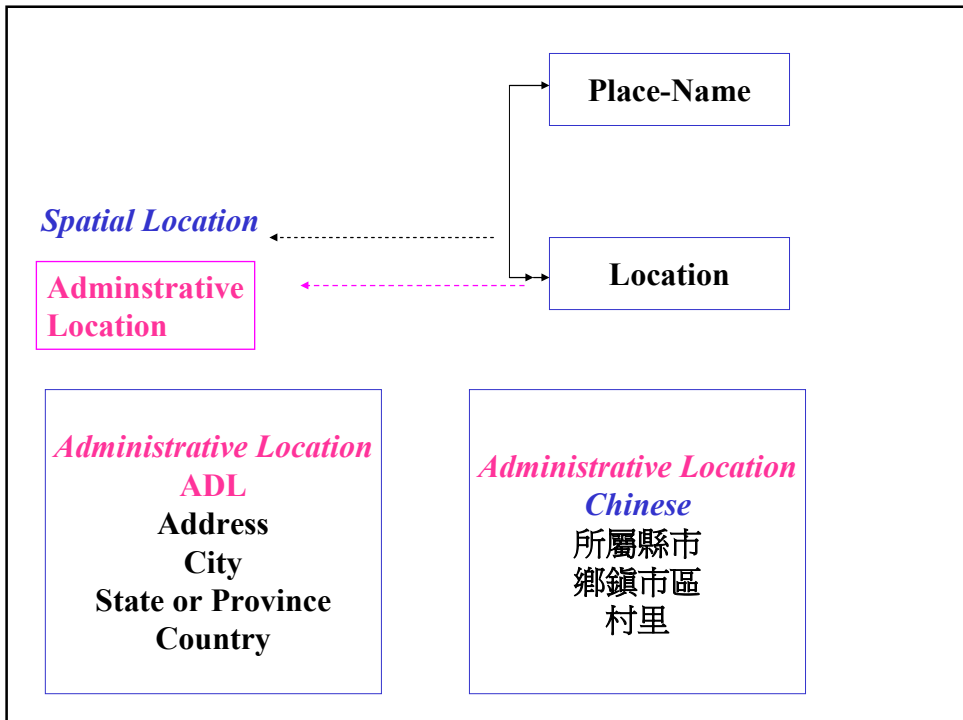 Place-Name
Spatial Location
Location
Adminstrative
Location
Administrative Location
ADL
Address
City
State or Province
Country
Administrative Location
Chinese
所屬縣市
鄉鎮市區
村里